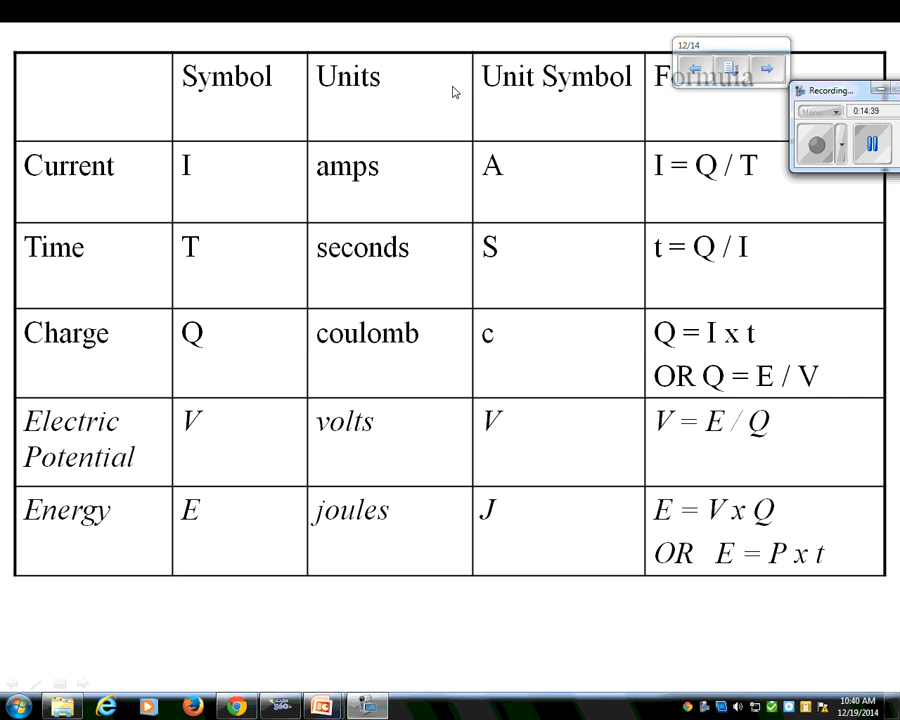 12/14
Symbol Units Unit Symbol Formula
Recording...
Menu 0:14:39
Current I amps A I = Q / T
Time T seconds S t = Q / I
Charge Q coulomb c Q = I x t
OR Q = E / V
Electric V volts V V = E / Q
Potential
Energy E joules J E = V x Q
OR E = P x t
10:40 AM
12/19/2014